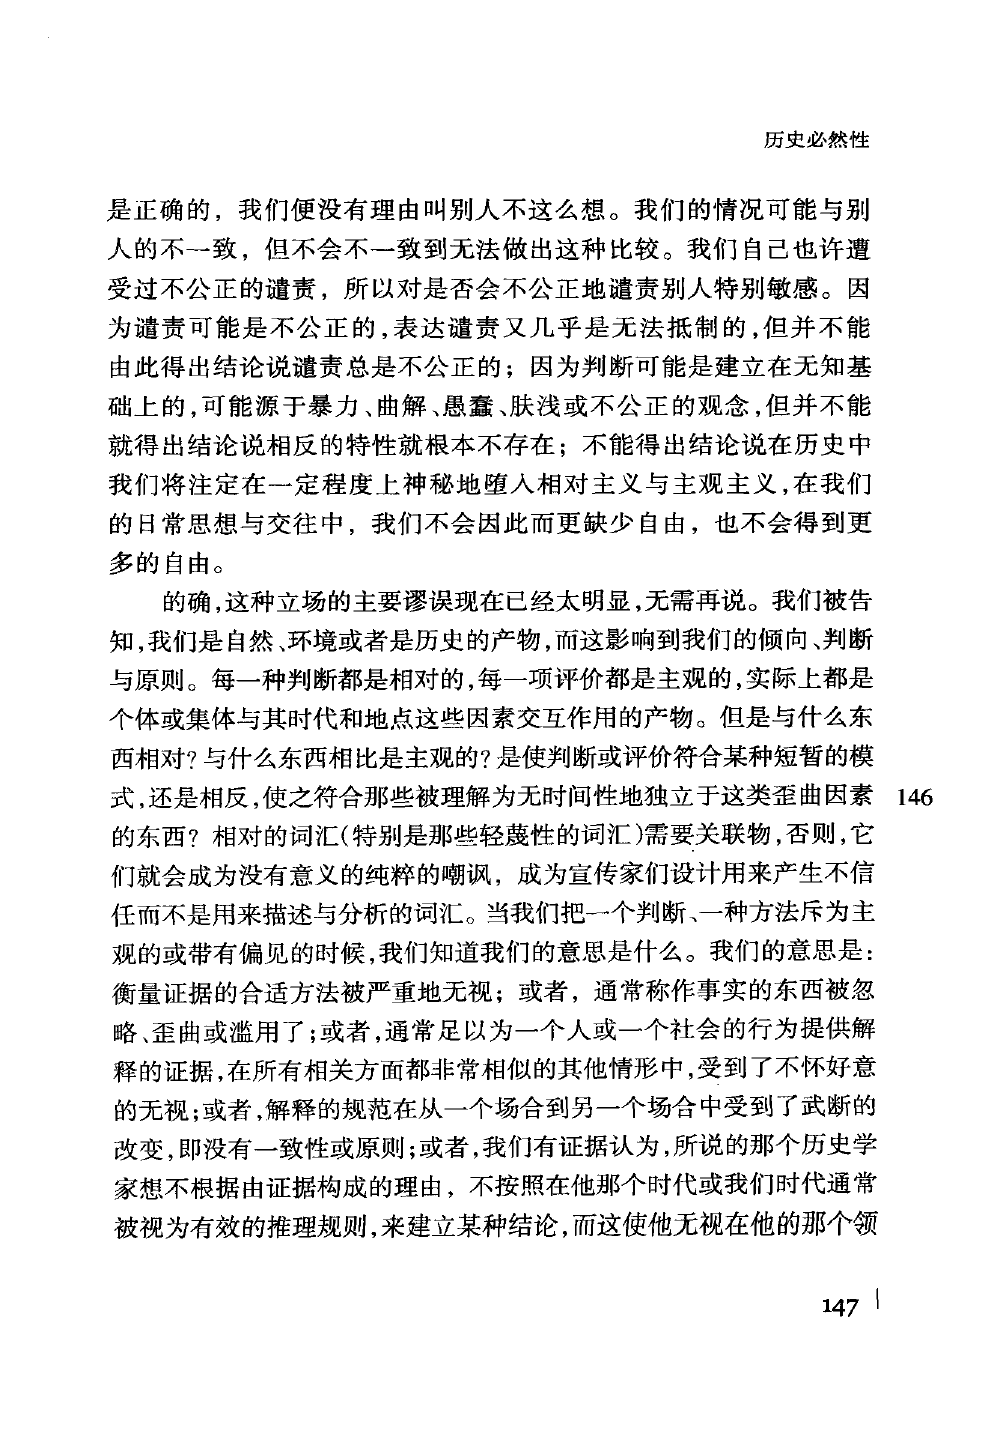 历史必然性
是正确的，我们便没有理由叫别人不这么想。我们的情况可能与别
人的不一致，但不会不一致到无法做出这种比较。我们自己也许遭
受过不公正的谴责，所以对是否会不公正地谴责别人特别敏感。因
为谴责可能是不公正的，表达谴责又几乎是无法抵制的，但并不能
由此得出结论说谴责总是不公正的；因为判断可能是建立在无知基
础上的，可能源于暴力、曲解、愚蠢、肤浅或不公正的观念，但并不能
就得出结论说相反的特性就根本不存在；不能得出结论说在历史中
我们将注定在一定程度上神秘地堕入相对主义与主观主义，在我们
的日常思想与交往中，我们不会因此而更缺少自由，也不会得到更
多的自由。
的确，这种立场的主要谬误现在已经太明显，无需再说。我们被告
知，我们是自然、环境或者是历史的产物，而这影响到我们的倾向、判断
与原则。每一种判断都是相对的，每一项评价都是主观的，实际上都是
个体或集体与其时代和地点这些因素交互作用的产物。但是与什么东
西相对？与什么东西相比是主观的？是使判断或评价符合某种短暂的模
式，还是相反，使之符合那些被理解为无时间性地独立于这类歪曲因素 146
的东西？相对的词汇（特别是那些轻蔑性的词汇）需要关联物，否则，它
们就会成为没有意义的纯粹的嘲讽，成为宣传家们设计用来产生不信
任而不是用来描述与分析的词汇。当我们把一个判断、一种方法斥为主
观的或带有偏见的时候，我们知道我们的意思是什么。我们的意思是：
衡量证据的合适方法被严重地无视；或者，通常称作事实的东西被忽
略、歪曲或滥用了；或者，通常足以为一个人或一个社会的行为提供解
释的证据，在所有相关方面都非常相似的其他情形中，受到了不怀好意
的无视；或者，解释的规范在从一个场合到另一个场合中受到了武断的
改变，即没有一致性或原则；或者，我们有证据认为，所说的那个历史学
家想不根据由证据构成的理由，不按照在他那个时代或我们时代通常
被视为有效的推理规则，来建立某种结论，而这使他无视在他的那个领
147